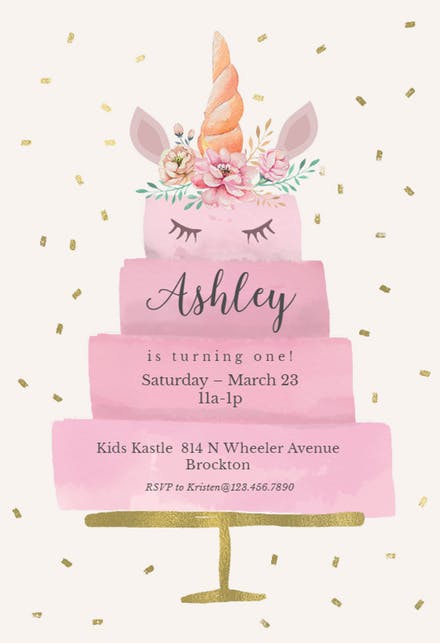 Ashley
is turning one!
Saturday – March 23
11a-1p
Kids Kastle 814 N Wheeler Avenue
Brockton
RSVP to Kristen@123.456.7890